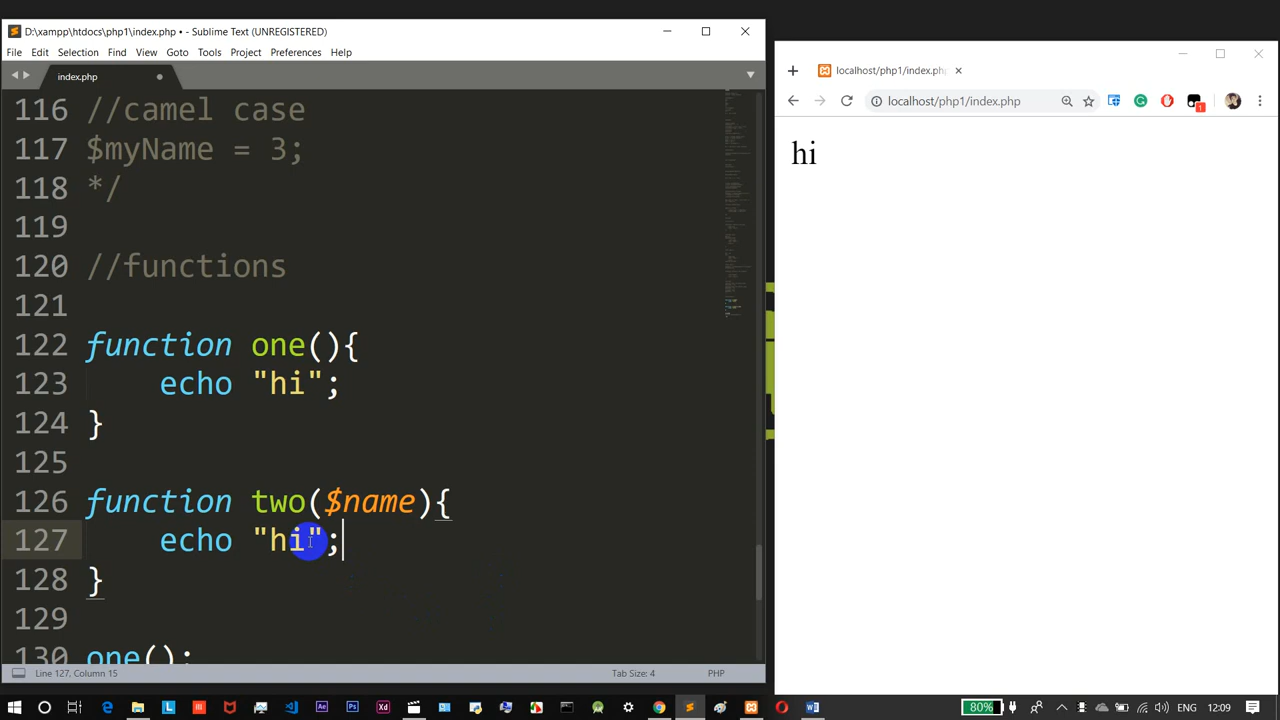 D:\xampp\htdocs\php1\index.php • - Sublime Text (UNREGISTERED)
File Edit Selection Find View Goto Tools Project Preferences Help
index.php
116 //camel case
117 $myName = 3;
118 */
119
120 //functions
121
122 function one(){
123 echo "hi";
124 }
125
126 function two($name){
127 echo "hi";
128 }
129
130 one();
Line 127, Column 15
Tab Size: 4
PHP
localhost/php1/index.ph
localhost/php1/index.php
1
hi
80%
ENG
12:09